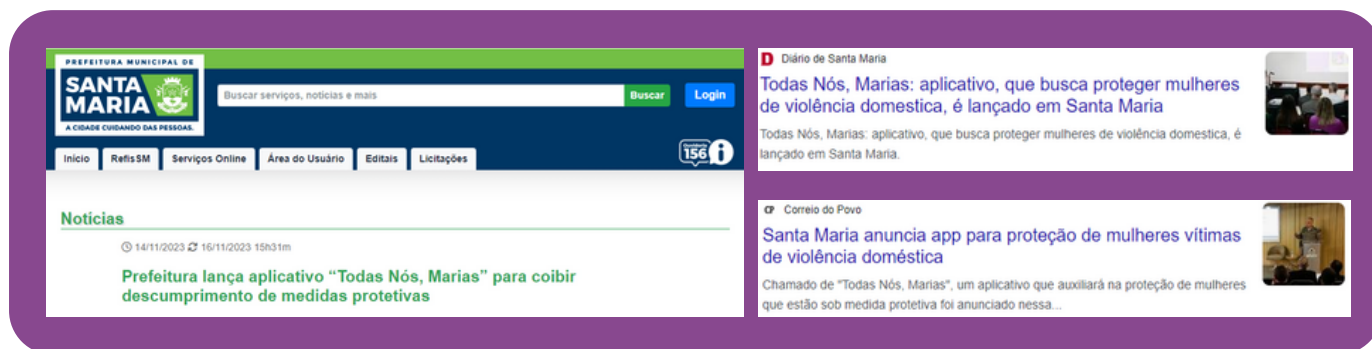 PREFEITURA MUNICIPAL DE
SANTA
MARIA
A CIDADE CUIDANDO DAS PESSOAS.
Buscar serviços, notícias e mais
Buscar
Login
Início
RefisSM
Serviços Online
Área do Usuário
Editais
Licitações
Ouvidoria
156
Notícias
14/11/2023 16/11/2023 15h31m
Prefeitura lança aplicativo “Todas Nós, Marias” para coibir
descumprimento de medidas protetivas
D Diário de Santa Maria
Todas Nós, Marias: aplicativo, que busca proteger mulheres
de violência domestica, é lançado em Santa Maria
Todas Nós, Marias: aplicativo, que busca proteger mulheres de violência domestica, é
lançado em Santa Maria.
CP Correio do Povo
Santa Maria anuncia app para proteção de mulheres vítimas
de violência doméstica
Chamado de "Todas Nós, Marias", um aplicativo que auxiliará na proteção de mulheres
que estão sob medida protetiva foi anunciado nessa...